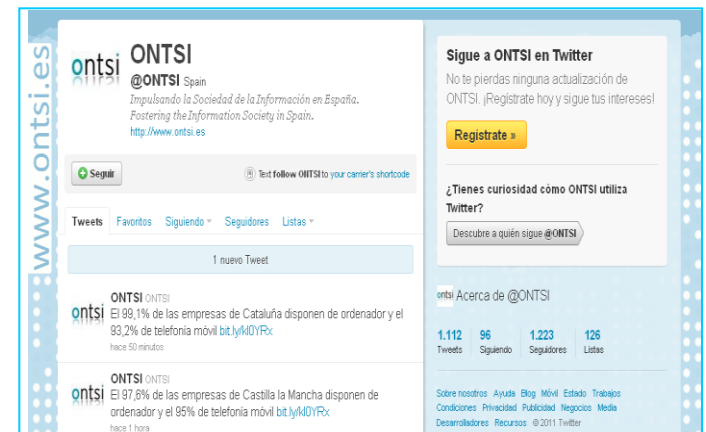 www.ontsi.es
ontsi
ONTSI
@ONTSI Spain
Impulsando la Sociedad de la Información en España.
Fostering the Information Society in Spain.
http://www.ontsi.es
Seguir
Text follow ONTSI to your carrier's shortcode
Tweets Favoritos Siguiendo Seguidores Listas
1 nuevo Tweet
ontsi
ONTSI ONTSI
El 99,1% de las empresas de Cataluña disponen de ordenador y el
93,2% de telefonía móvil bit.ly/kl0YRx
hace 50 minutos
ontsi
ONTSI ONTSI
El 97,6% de las empresas de Castilla la Mancha disponen de
ordenador y el 95% de telefonía móvil bit.ly/kl0YRx
hace 1 hora
Sigue a ONTSI en Twitter
No te pierdas ninguna actualización de
ONTSI. ¡Regístrate hoy y sigue tus intereses!
Regístrate »
¿Tienes curiosidad cómo ONTSI utiliza
Twitter?
Descubre a quién sigue @ONTSI
ontsi Acerca de @ONTSI
1.112 96 1.223 126
Tweets Siguiendo Seguidores Listas
Sobre nosotros Ayuda Blog Móvil Estado Trabajos
Condiciones Privacidad Publicidad Negocios Media
Desarrolladores Recursos © 2011 Twitter